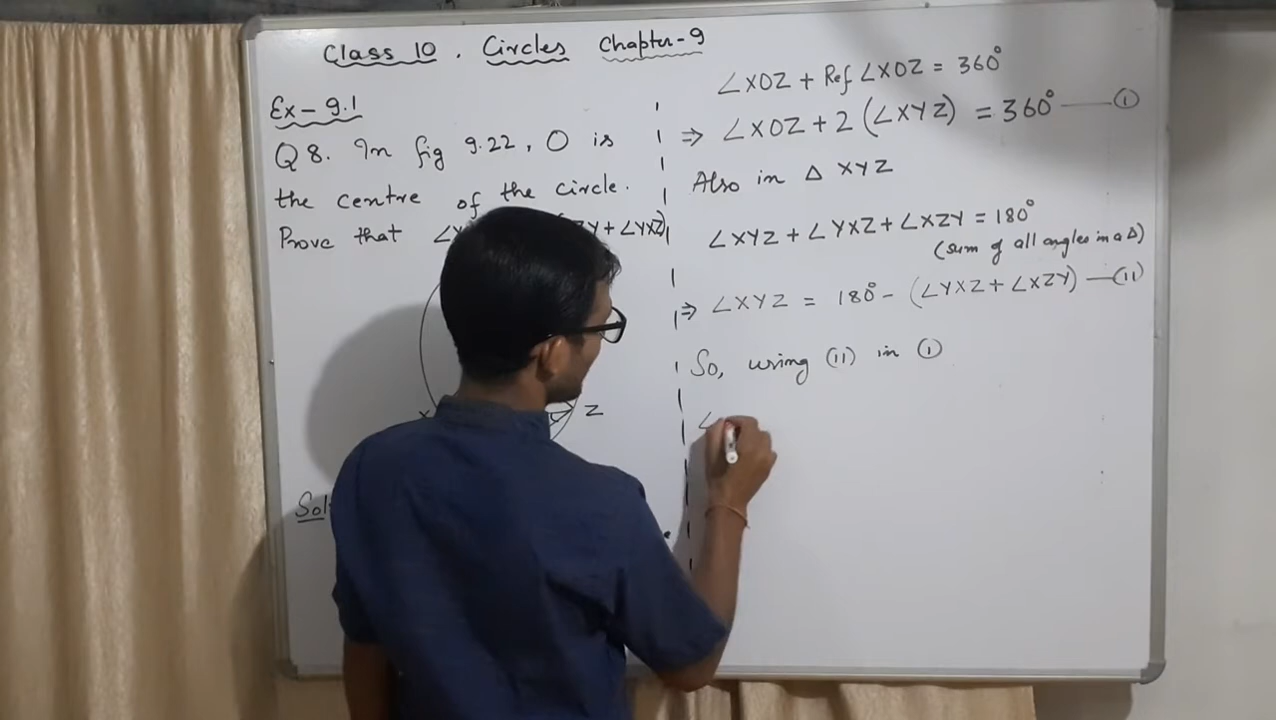 Class 10 . Circles Chapter-9
Ex - 9.1
Q 8. In fig 9.22, O is
the centre of the circle.
Prove that ZY + ∠YXZ)
Z
Sol
∠XOZ + Ref ∠XOZ = 360°
⇒ ∠XOZ + 2 (∠XYZ) = 360° — (I)
Also in Δ XYZ
∠XYZ + ∠YXZ + ∠XZY = 180°
(sum of all angles in a Δ)
⇒ ∠XYZ = 180° - (∠YXZ + ∠XZY) — (II)
So, using (II) in (I)
∠